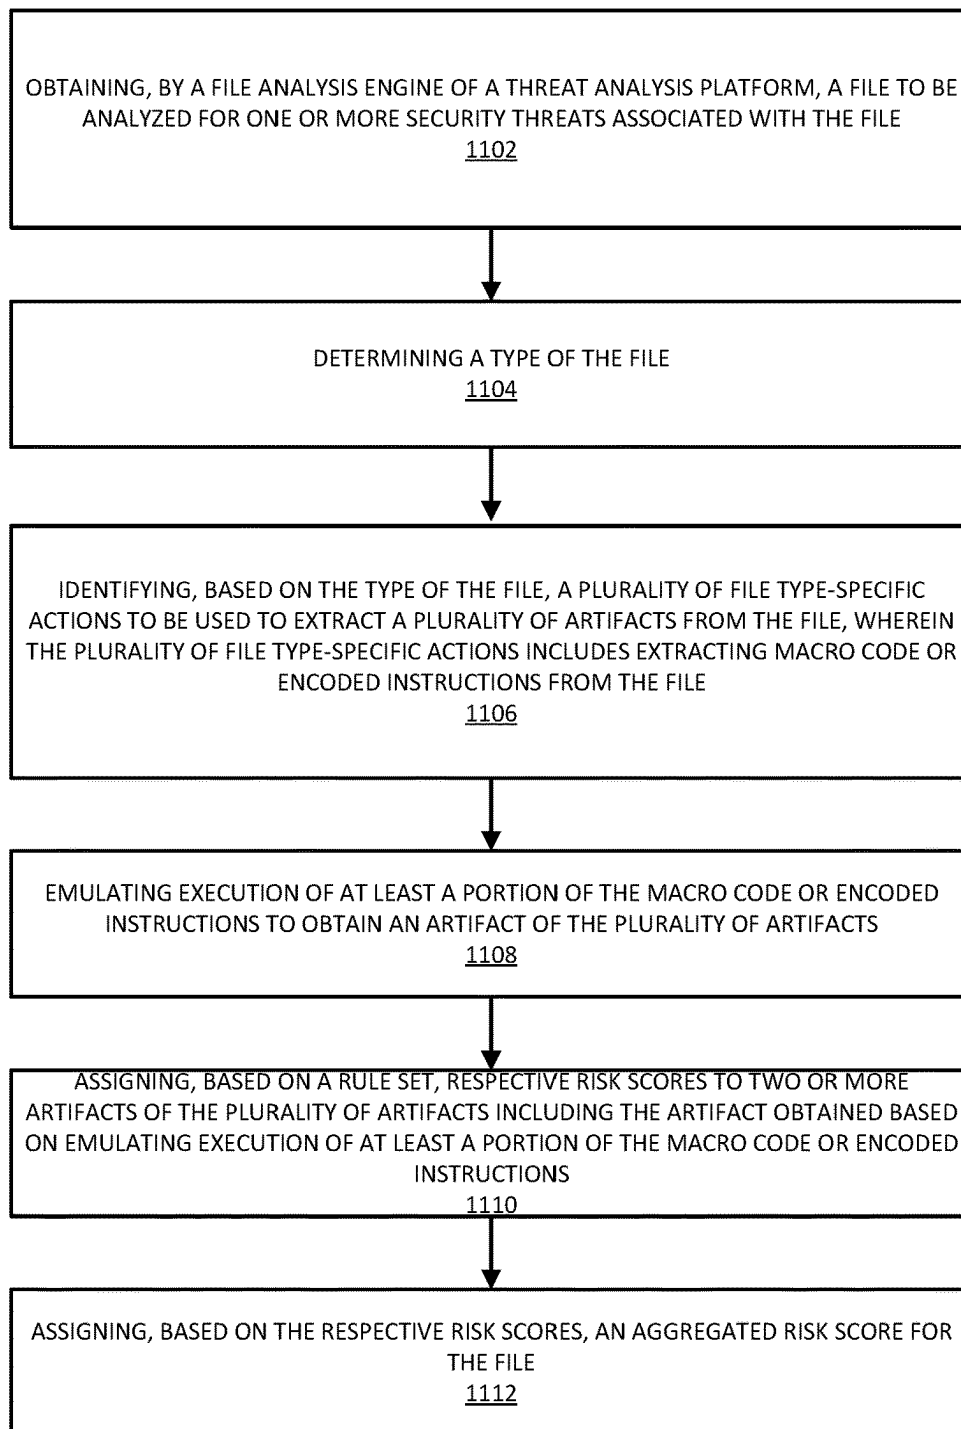 OBTAINING, BY A FILE ANALYSIS ENGINE OF A THREAT ANALYSIS PLATFORM, A FILE TO BE
ANALYZED FOR ONE OR MORE SECURITY THREATS ASSOCIATED WITH THE FILE
1102
DETERMINING A TYPE OF THE FILE
1104
IDENTIFYING, BASED ON THE TYPE OF THE FILE, A PLURALITY OF FILE TYPE-SPECIFIC
ACTIONS TO BE USED TO EXTRACT A PLURALITY OF ARTIFACTS FROM THE FILE, WHEREIN
THE PLURALITY OF FILE TYPE-SPECIFIC ACTIONS INCLUDES EXTRACTING MACRO CODE OR
ENCODED INSTRUCTIONS FROM THE FILE
1106
EMULATING EXECUTION OF AT LEAST A PORTION OF THE MACRO CODE OR ENCODED
INSTRUCTIONS TO OBTAIN AN ARTIFACT OF THE PLURALITY OF ARTIFACTS
1108
ASSIGNING, BASED ON A RULE SET, RESPECTIVE RISK SCORES TO TWO OR MORE
ARTIFACTS OF THE PLURALITY OF ARTIFACTS INCLUDING THE ARTIFACT OBTAINED BASED
ON EMULATING EXECUTION OF AT LEAST A PORTION OF THE MACRO CODE OR ENCODED
INSTRUCTIONS
1110
ASSIGNING, BASED ON THE RESPECTIVE RISK SCORES, AN AGGREGATED RISK SCORE FOR
THE FILE
1112